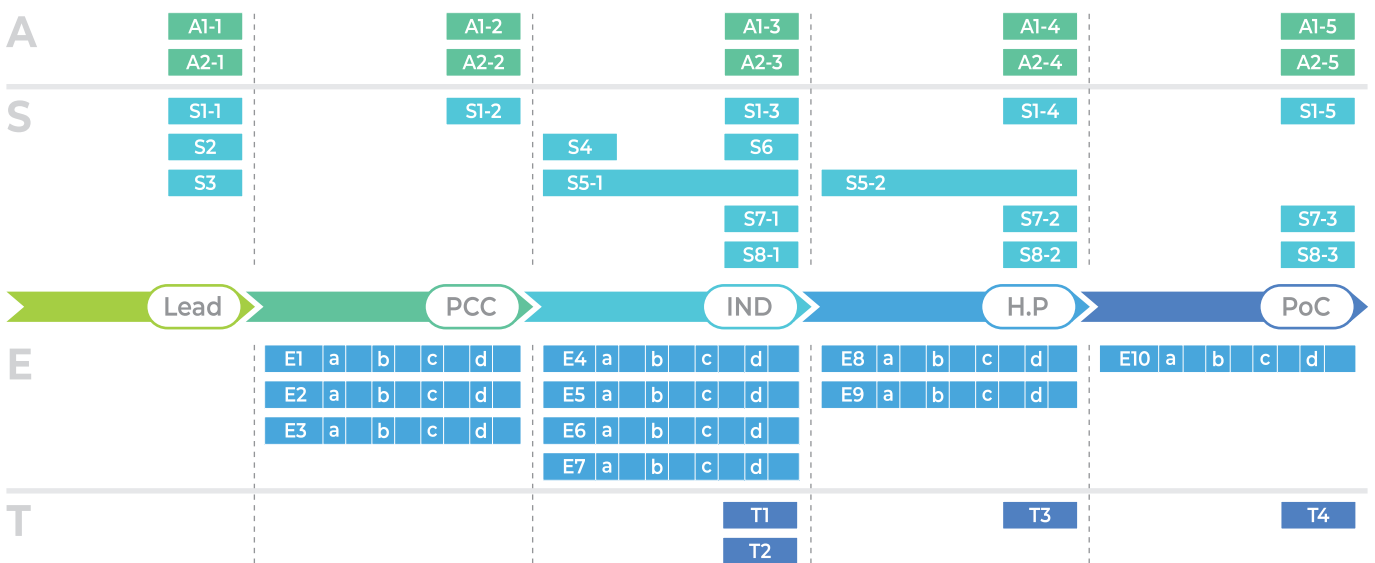 A A1-1 A1-2 A1-3 A1-4 A1-5
A2-1 A2-2 A2-3 A2-4 A2-5
S S1-1 S1-2 S1-3 S1-4 S1-5
S2 S4 S6
S3 S5-1 S5-2
S7-1 S7-2 S7-3
S8-1 S8-2 S8-3
Lead PCC IND H.P PoC
E E1 a b c d E4 a b c d E8 a b c d E10 a b c d
E2 a b c d E5 a b c d E9 a b c d
E3 a b c d E6 a b c d
E7 a b c d
T T1 T3 T4
T2